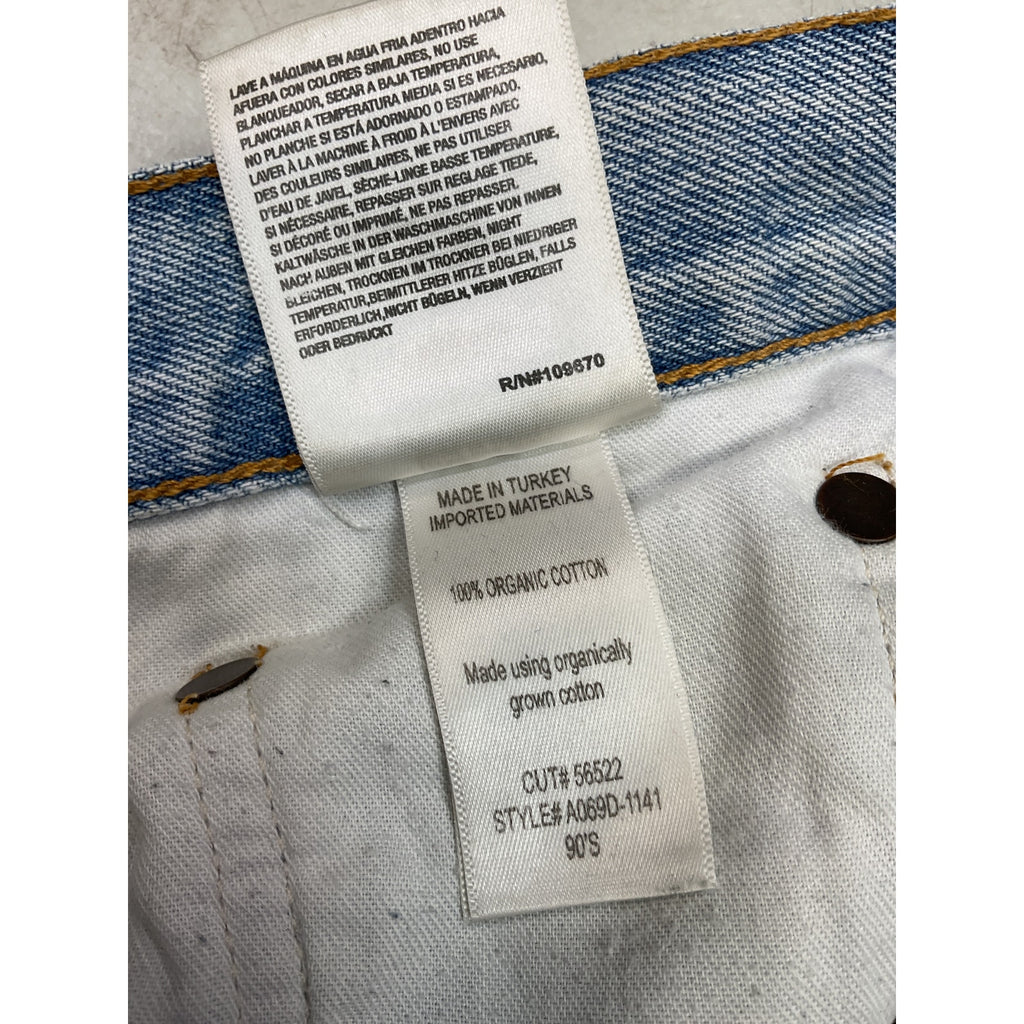 LAVE A MÁQUINA EN AGUA FRIA ADENTRO HACIA
AFUERA CON COLORES SIMILARES, NO USE
BLANQUEADOR, SECAR A BAJA TEMPERATURA,
PLANCHAR A TEMPERATURA MEDIA SI ES NECESARIO,
NO PLANCHE SI ESTÁ ADORNADO O ESTAMPADO.
LAVER À LA MACHINE À FROID À L'ENVERS AVEC
DES COULEURS SIMILAIRES, NE PAS UTILISER
D'EAU DE JAVEL, SÈCHE-LINGE BASSE TEMPERATURE,
SI NÉCESSAIRE, REPASSER SUR REGLAGE TIEDE,
SI DÉCORÉ OU IMPRIMÉ, NE PAS REPASSER.
KALTWÄSCHE IN DER WASCHMASCHINE VON INNEN
NACH AUßEN MIT GLEICHEN FARBEN, NIGHT
BLEICHEN, TROCKNEN IM TROCKNER BEI NIEDRIGER
TEMPERATUR,BEIMITTLERER HITZE BÜGLEN, FALLS
ERFORDERLICH,NICHT BÜGELN, WENN VERZIERT
ODER BEDRUCKT
R/N#109670
MADE IN TURKEY
IMPORTED MATERIALS
100% ORGANIC COTTON
Made using organically
grown cotton
CUT# 56522
STYLE# A069D-1141
90'S